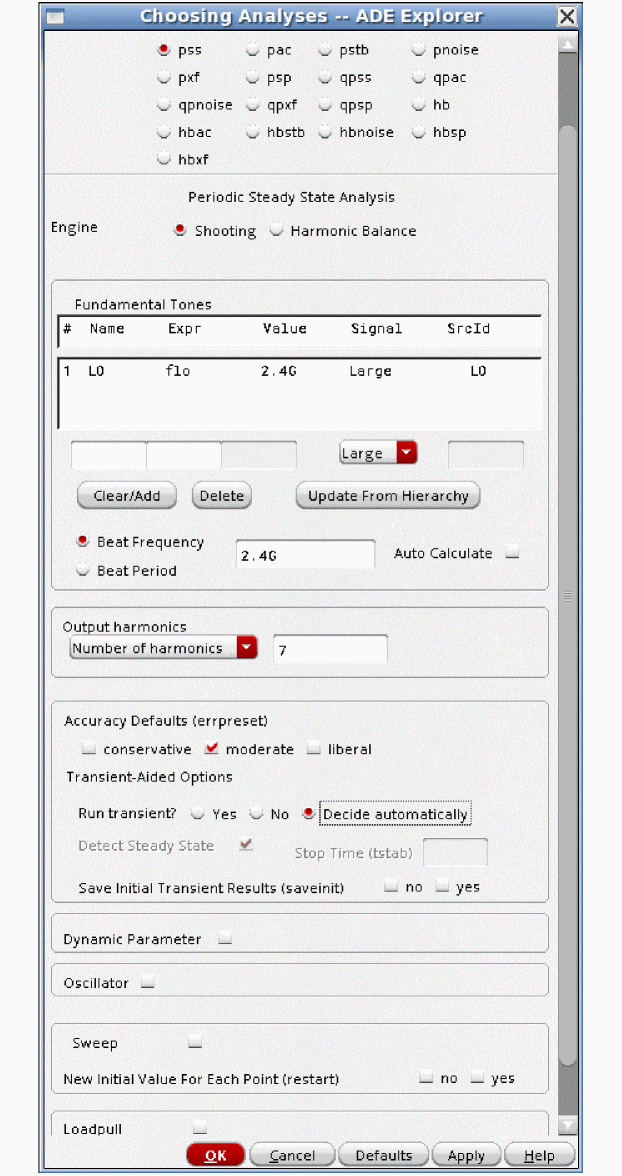 Choosing Analyses -- ADE Explorer
pss pac pstb pnoise
pxf psp qpss qpac
qpnoise qpxf qpsp hb
hbac hbstb hbnoise hbsp
hbxf
Periodic Steady State Analysis
Engine Shooting Harmonic Balance
Fundamental Tones
# Name Expr Value Signal SrcId
1 LO flo 2.4G Large LO
Large
Clear/Add Delete Update From Hierarchy
Beat Frequency 2.4G Auto Calculate
Beat Period
Output harmonics
Number of harmonics 7
Accuracy Defaults (errpreset)
conservative moderate liberal
Transient-Aided Options
Run transient? Yes No Decide automatically
Detect Steady State Stop Time (tstab)
Save Initial Transient Results (saveinit) no yes
Dynamic Parameter
Oscillator
Sweep
New Initial Value For Each Point (restart) no yes
Loadpull
OK Cancel Defaults Apply Help